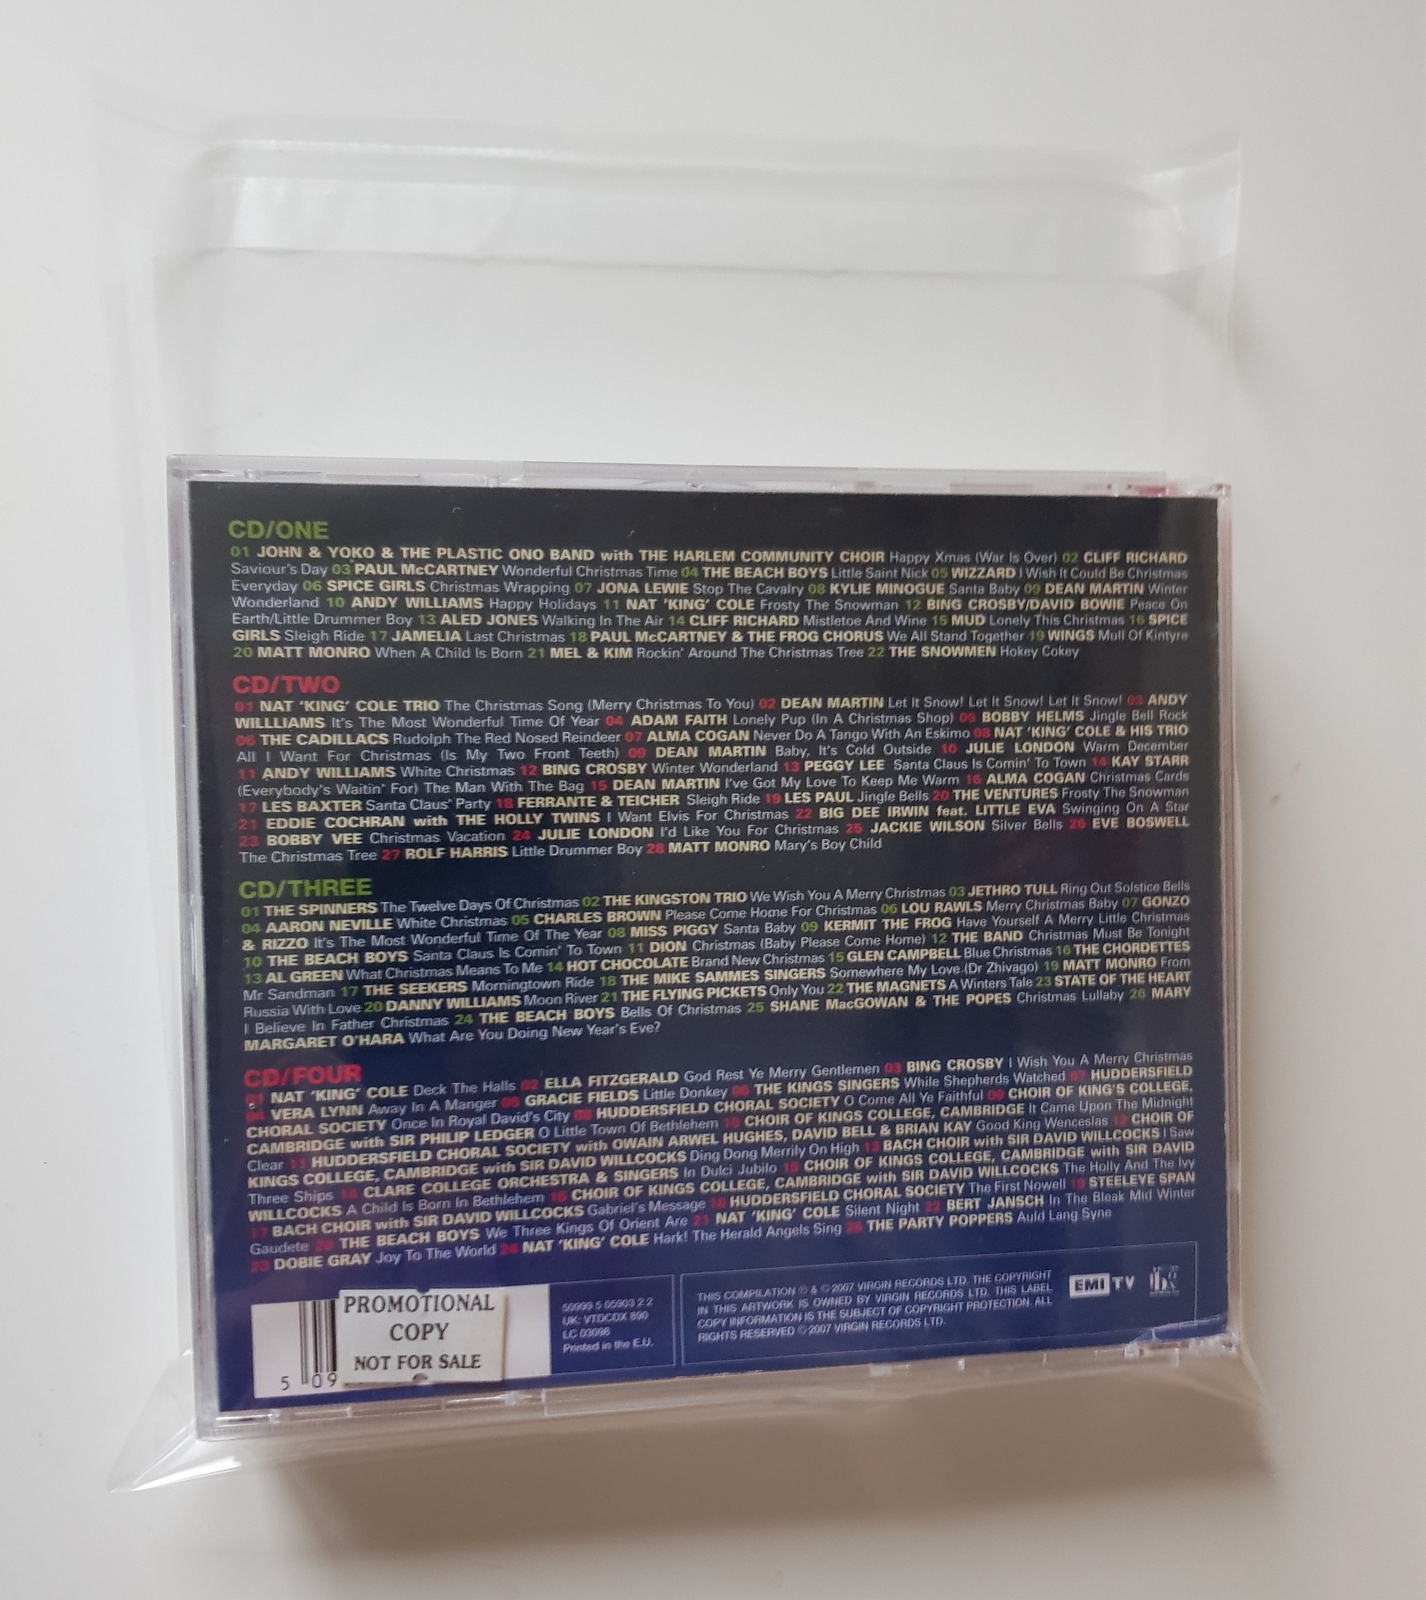 CD/ONE
01 JOHN & YOKO & THE PLASTIC ONO BAND with THE HARLEM COMMUNITY CHOIR Happy Xmas (War Is Over) 02 CLIFF RICHARD
Saviour's Day 03 PAUL McCARTNEY Wonderful Christmas Time 04 THE BEACH BOYS Little Saint Nick 05 WIZZARD I Wish It Could Be Christmas
Everyday 06 SPICE GIRLS Christmas Wrapping 07 JONA LEWIE Stop The Cavalry 08 KYLIE MINOGUE Santa Baby 09 DEAN MARTIN Winter
Wonderland 10 ANDY WILLIAMS Happy Holidays 11 NAT 'KING' COLE Frosty The Snowman 12 BING CROSBY/DAVID BOWIE Peace On
Earth/Little Drummer Boy 13 ALED JONES Walking In The Air 14 CLIFF RICHARD Mistletoe And Wine 15 MUD Lonely This Christmas 16 SPICE
GIRLS Sleigh Ride 17 JAMELIA Last Christmas 18 PAUL McCARTNEY & THE FROG CHORUS We All Stand Together 19 WINGS Mull Of Kintyre
20 MATT MONRO When A Child Is Born 21 MEL & KIM Rockin' Around The Christmas Tree 22 THE SNOWMEN Hokey Cokey
CD/TWO
01 NAT 'KING' COLE TRIO The Christmas Song (Merry Christmas To You) 02 DEAN MARTIN Let It Snow! Let It Snow! Let It Snow! 03 ANDY
WILLLIAMS It's The Most Wonderful Time Of Year 04 ADAM FAITH Lonely Pup (In A Christmas Shop) 05 BOBBY HELMS Jingle Bell Rock
06 THE CADILLACS Rudolph The Red Nosed Reindeer 07 ALMA COGAN Never Do A Tango With An Eskimo 08 NAT 'KING' COLE & HIS TRIO
All I Want For Christmas (Is My Two Front Teeth) 09 DEAN MARTIN Baby, It's Cold Outside 10 JULIE LONDON Warm December
11 ANDY WILLIAMS White Christmas 12 BING CROSBY Winter Wonderland 13 PEGGY LEE Santa Claus Is Comin' To Town 14 KAY STARR
(Everybody's Waitin' For) The Man With The Bag 15 DEAN MARTIN I've Got My Love To Keep Me Warm 16 ALMA COGAN Christmas Cards
17 LES BAXTER Santa Claus' Party 18 FERRANTE & TEICHER Sleigh Ride 19 LES PAUL Jingle Bells 20 THE VENTURES Frosty The Snowman
21 EDDIE COCHRAN with THE HOLLY TWINS I Want Elvis For Christmas 22 BIG DEE IRWIN feat. LITTLE EVA Swinging On A Star
23 BOBBY VEE Christmas Vacation 24 JULIE LONDON I'd Like You For Christmas 25 JACKIE WILSON Silver Bells 26 EVE BOSWELL
The Christmas Tree 27 ROLF HARRIS Little Drummer Boy 28 MATT MONRO Mary's Boy Child
CD/THREE
01 THE SPINNERS The Twelve Days Of Christmas 02 THE KINGSTON TRIO We Wish You A Merry Christmas 03 JETHRO TULL Ring Out Solstice Bells
04 AARON NEVILLE White Christmas 05 CHARLES BROWN Please Come Home For Christmas 06 LOU RAWLS Merry Christmas Baby 07 GONZO
& RIZZO It's The Most Wonderful Time Of The Year 08 MISS PIGGY Santa Baby 09 KERMIT THE FROG Have Yourself A Merry Little Christmas
10 THE BEACH BOYS Santa Claus Is Comin' To Town 11 DION Christmas (Baby Please Come Home) 12 THE BAND Christmas Must Be Tonight
13 AL GREEN What Christmas Means To Me 14 HOT CHOCOLATE Brand New Christmas 15 GLEN CAMPBELL Blue Christmas 16 THE CHORDETTES
Mr Sandman 17 THE SEEKERS Morningtown Ride 18 THE MIKE SAMMES SINGERS Somewhere My Love (Dr Zhivago) 19 MATT MONRO From
Russia With Love 20 DANNY WILLIAMS Moon River 21 THE FLYING PICKETS Only You 22 THE MAGNETS A Winters Tale 23 STATE OF THE HEART
I Believe In Father Christmas 24 THE BEACH BOYS Bells Of Christmas 25 SHANE MacGOWAN & THE POPES Christmas Lullaby 26 MARY
MARGARET O'HARA What Are You Doing New Year's Eve?
CD/FOUR
01 NAT 'KING' COLE Deck The Halls 02 ELLA FITZGERALD God Rest Ye Merry Gentlemen 03 BING CROSBY I Wish You A Merry Christmas
04 VERA LYNN Away In A Manger 05 GRACIE FIELDS Little Donkey 06 THE KINGS SINGERS While Shepherds Watched 07 HUDDERSFIELD
CHORAL SOCIETY Once In Royal David's City 08 HUDDERSFIELD CHORAL SOCIETY O Come All Ye Faithful 09 CHOIR OF KING'S COLLEGE,
CAMBRIDGE with SIR PHILIP LEDGER O Little Town Of Bethlehem 10 CHOIR OF KINGS COLLEGE, CAMBRIDGE It Came Upon The Midnight
Clear 11 HUDDERSFIELD CHORAL SOCIETY with OWAIN ARWEL HUGHES, DAVID BELL & BRIAN KAY Good King Wenceslas 12 CHOIR OF
KINGS COLLEGE, CAMBRIDGE with SIR DAVID WILLCOCKS Ding Dong Merrily On High 13 BACH CHOIR with SIR DAVID WILLCOCKS I Saw
Three Ships 14 CLARE COLLEGE ORCHESTRA & SINGERS In Dulci Jubilo 15 CHOIR OF KINGS COLLEGE, CAMBRIDGE with SIR DAVID
WILLCOCKS A Child Is Born In Bethlehem 16 CHOIR OF KINGS COLLEGE, CAMBRIDGE with SIR DAVID WILLCOCKS The Holly And The Ivy
17 BACH CHOIR with SIR DAVID WILLCOCKS Gabriel's Message 18 HUDDERSFIELD CHORAL SOCIETY The First Nowell 19 STEELEYE SPAN
Gaudete 20 THE BEACH BOYS We Three Kings Of Orient Are 21 NAT 'KING' COLE Silent Night 22 BERT JANSCH In The Bleak Mid Winter
23 DOBIE GRAY Joy To The World 24 NAT 'KING' COLE Hark! The Herald Angels Sing 25 THE PARTY POPPERS Auld Lang Syne
5 09
PROMOTIONAL
COPY
NOT FOR SALE
50999 5 05903 2 2
UK: VTDCDX 890
LC 03098
Printed in the E.U.
THIS COMPILATION ℗ & © 2007 VIRGIN RECORDS LTD. THE COPYRIGHT
IN THIS ARTWORK IS OWNED BY VIRGIN RECORDS LTD. THIS LABEL
COPY INFORMATION IS THE SUBJECT OF COPYRIGHT PROTECTION. ALL
RIGHTS RESERVED © 2007 VIRGIN RECORDS LTD.
EMI TV